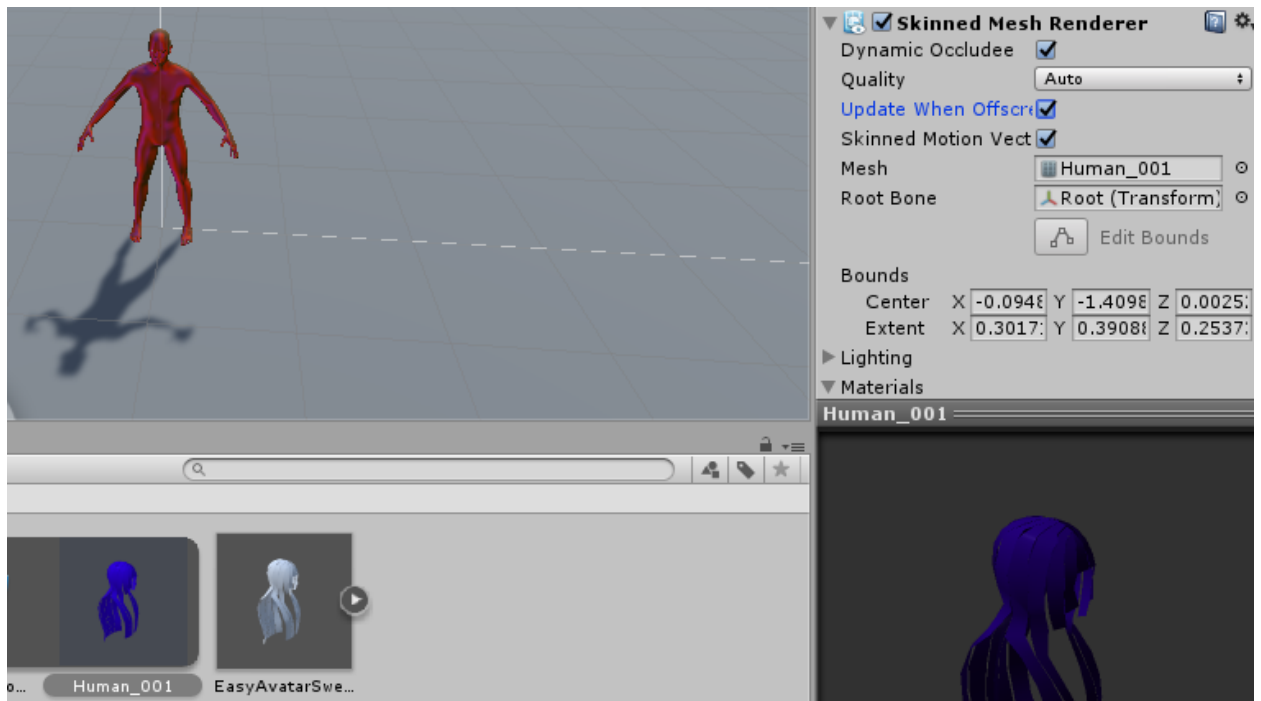 Skinned Mesh Renderer
Dynamic Occludee
Quality Auto
Update When Offscre
Skinned Motion Vect
Mesh Human_001
Root Bone Root (Transform)
Edit Bounds
Bounds
Center X -0.0948 Y -1.4098 Z 0.0025
Extent X 0.3017 Y 0.3908 Z 0.2537
Lighting
Materials
Human_001
o... Human_001 EasyAvatarSwe...